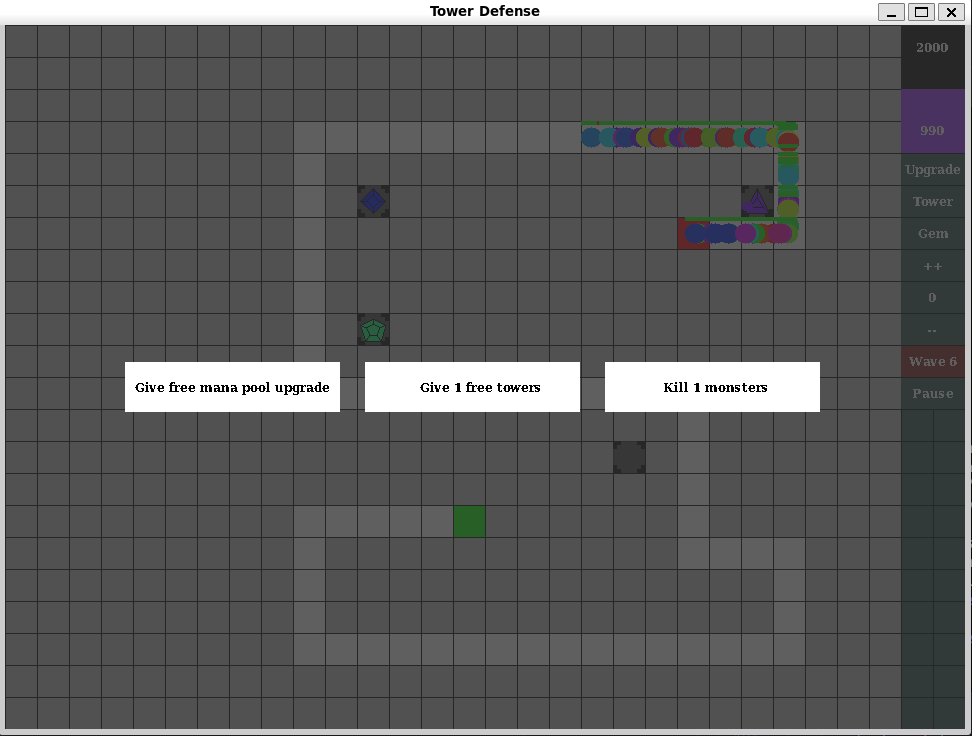 Tower Defense
2000
990
Upgrade
Tower
Gem
++
0
--
Wave 6
Pause
Give free mana pool upgrade
Give 1 free towers
Kill 1 monsters